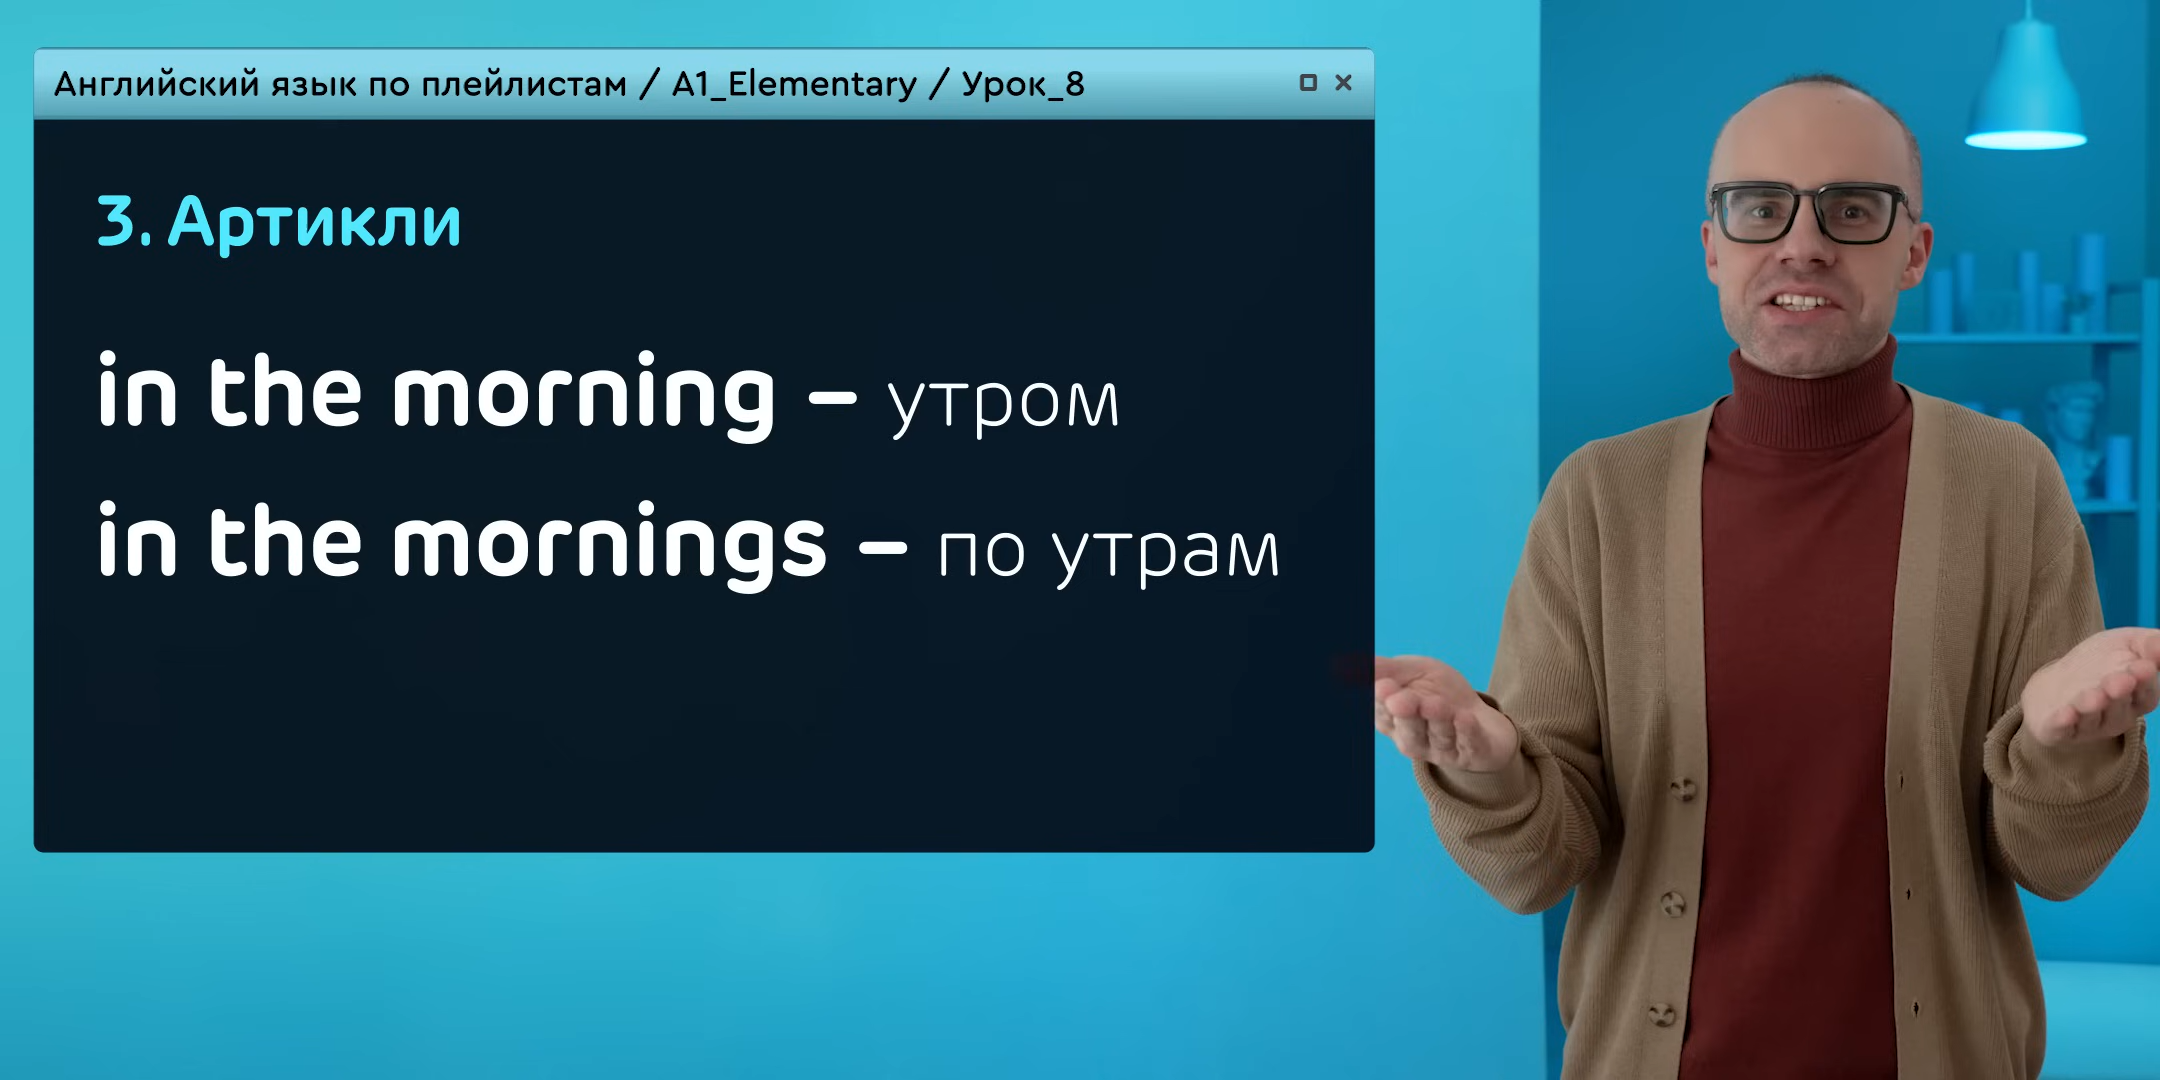 Английский язык по плейлистам / A1_Elementary / Урок_8
3. Артикли
in the morning – утром
in the mornings – по утрам